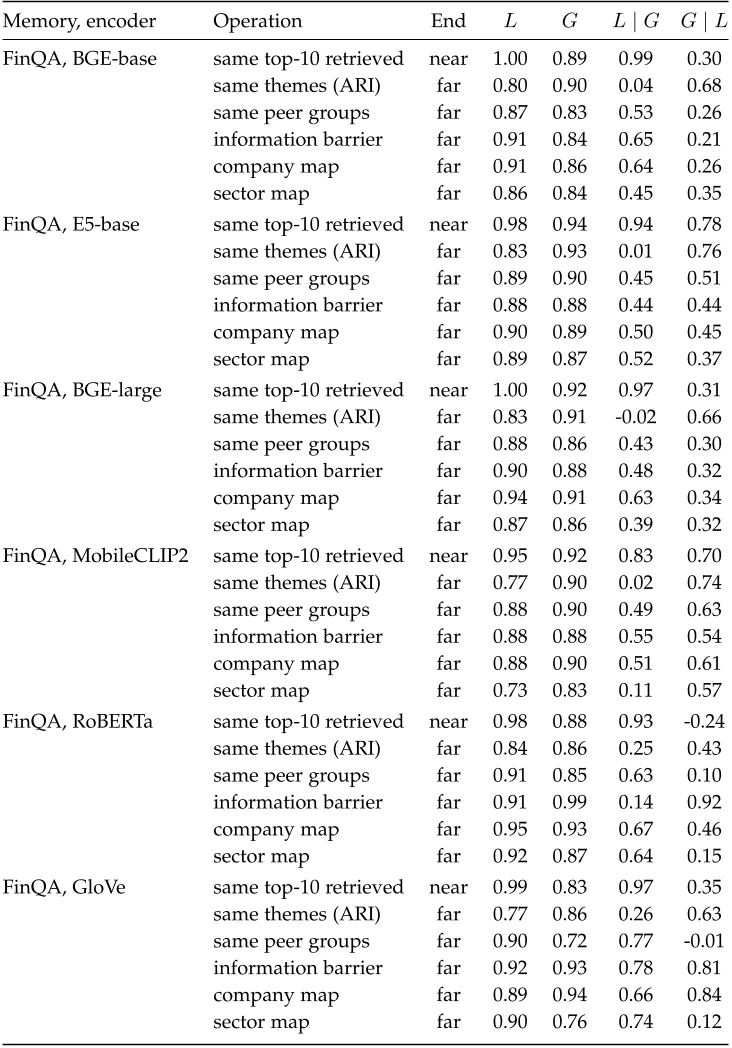 Memory, encoder Operation End L G L | G G | L
FinQA, BGE-base same top-10 retrieved near 1.00 0.89 0.99 0.30
same themes (ARI) far 0.80 0.90 0.04 0.68
same peer groups far 0.87 0.83 0.53 0.26
information barrier far 0.91 0.84 0.65 0.21
company map far 0.91 0.86 0.64 0.26
sector map far 0.86 0.84 0.45 0.35
FinQA, E5-base same top-10 retrieved near 0.98 0.94 0.94 0.78
same themes (ARI) far 0.83 0.93 0.01 0.76
same peer groups far 0.89 0.90 0.45 0.51
information barrier far 0.88 0.88 0.44 0.44
company map far 0.90 0.89 0.50 0.45
sector map far 0.89 0.87 0.52 0.37
FinQA, BGE-large same top-10 retrieved near 1.00 0.92 0.97 0.31
same themes (ARI) far 0.83 0.91 -0.02 0.66
same peer groups far 0.88 0.86 0.43 0.30
information barrier far 0.90 0.88 0.48 0.32
company map far 0.94 0.91 0.63 0.34
sector map far 0.87 0.86 0.39 0.32
FinQA, MobileCLIP2 same top-10 retrieved near 0.95 0.92 0.83 0.70
same themes (ARI) far 0.77 0.90 0.02 0.74
same peer groups far 0.88 0.90 0.49 0.63
information barrier far 0.88 0.88 0.55 0.54
company map far 0.88 0.90 0.51 0.61
sector map far 0.73 0.83 0.11 0.57
FinQA, RoBERTa same top-10 retrieved near 0.98 0.88 0.93 -0.24
same themes (ARI) far 0.84 0.86 0.25 0.43
same peer groups far 0.91 0.85 0.63 0.10
information barrier far 0.91 0.99 0.14 0.92
company map far 0.95 0.93 0.67 0.46
sector map far 0.92 0.87 0.64 0.15
FinQA, GloVe same top-10 retrieved near 0.99 0.83 0.97 0.35
same themes (ARI) far 0.77 0.86 0.26 0.63
same peer groups far 0.90 0.72 0.77 -0.01
information barrier far 0.92 0.93 0.78 0.81
company map far 0.89 0.94 0.66 0.84
sector map far 0.90 0.76 0.74 0.12